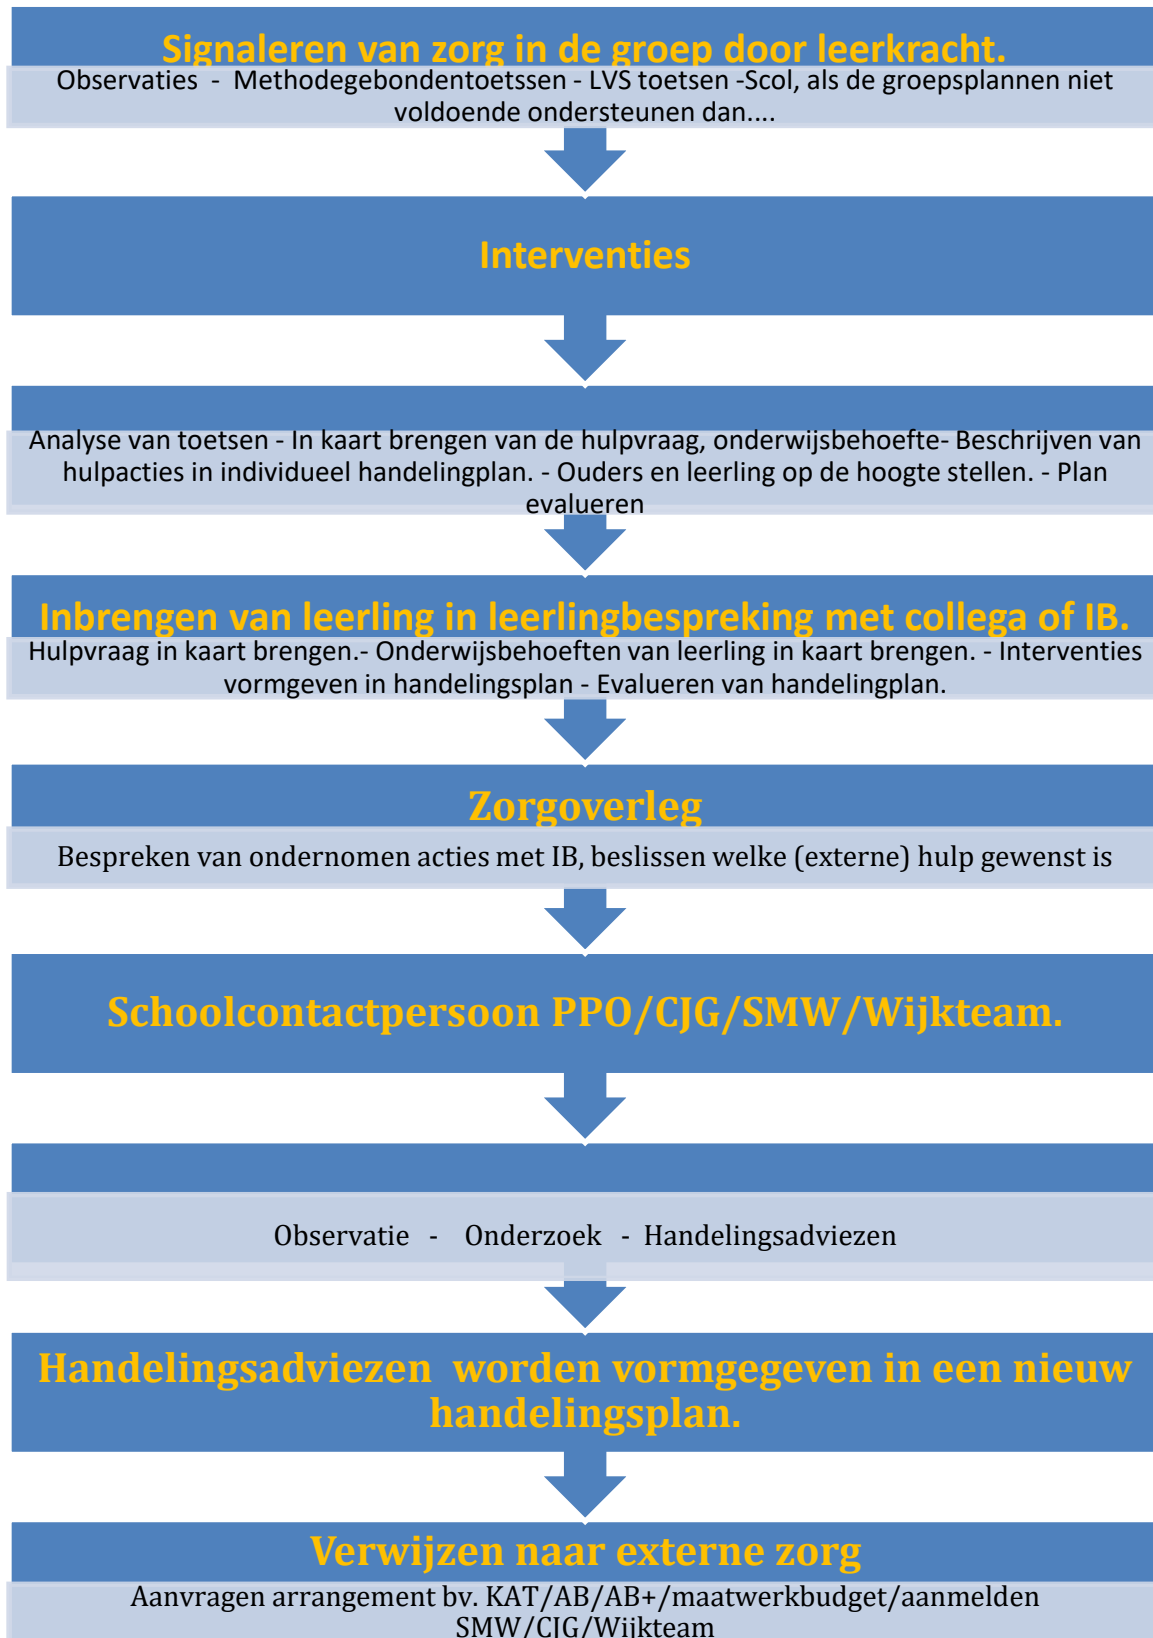 Signaleren van zorg in de groep door leerkracht.
Observaties - Methodegebondentoetssen - LVS toetsen -Scol, als de groepsplannen niet
voldoende ondersteunen dan....
Interventies
Analyse van toetsen - In kaart brengen van de hulpvraag, onderwijsbehoefte- Beschrijven van
hulpacties in individueel handelingplan. - Ouders en leerling op de hoogte stellen. - Plan
evalueren
Inbrengen van leerling in leerlingbespreking met collega of IB.
Hulpvraag in kaart brengen.- Onderwijsbehoeften van leerling in kaart brengen. - Interventies
vormgeven in handelingsplan - Evalueren van handelingplan.
Zorgoverleg
Bespreken van ondernomen acties met IB, beslissen welke (externe) hulp gewenst is
Schoolcontactpersoon PPO/CJG/SMW/Wijkteam.
Observatie - Onderzoek - Handelingsadviezen
Handelingsadviezen worden vormgegeven in een nieuw
handelingsplan.
Verwijzen naar externe zorg
Aanvragen arrangement bv. KAT/AB/AB+/maatwerkbudget/aanmelden
SMW/CJG/Wijkteam